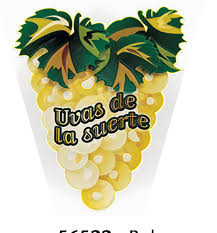 Uvas de
la suerte